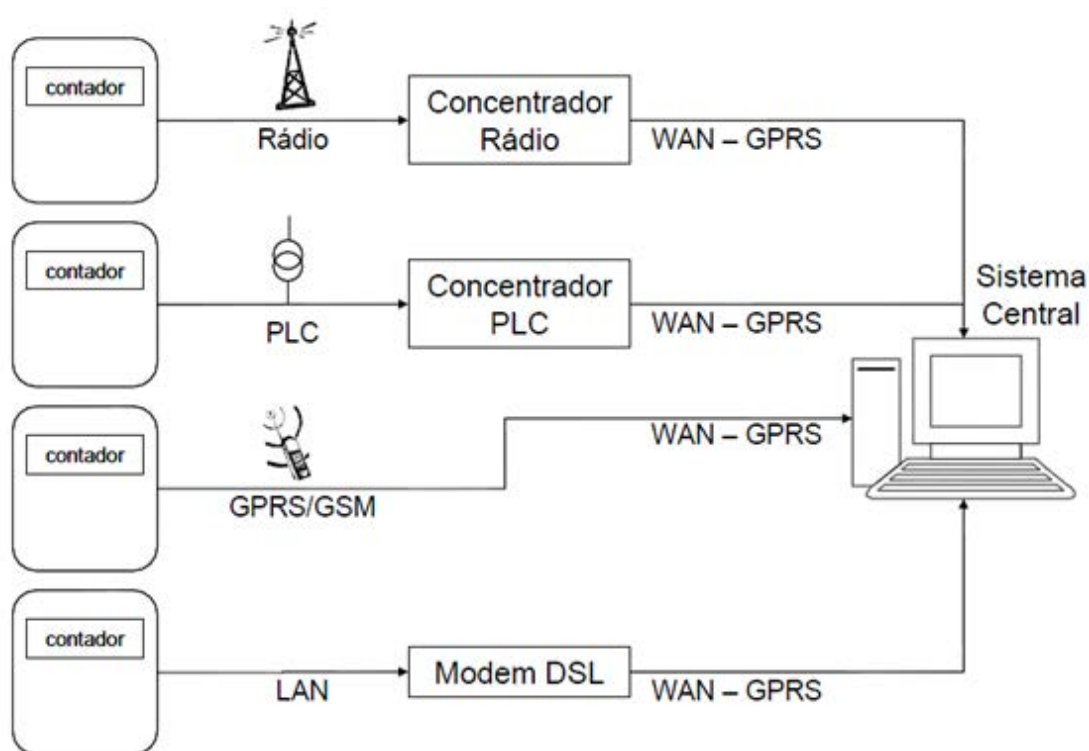 contador
Rádio
Concentrador
Rádio
WAN – GPRS
contador
PLC
Concentrador
PLC
WAN – GPRS
Sistema
Central
contador
GPRS/GSM
WAN – GPRS
contador
LAN
Modem DSL
WAN – GPRS